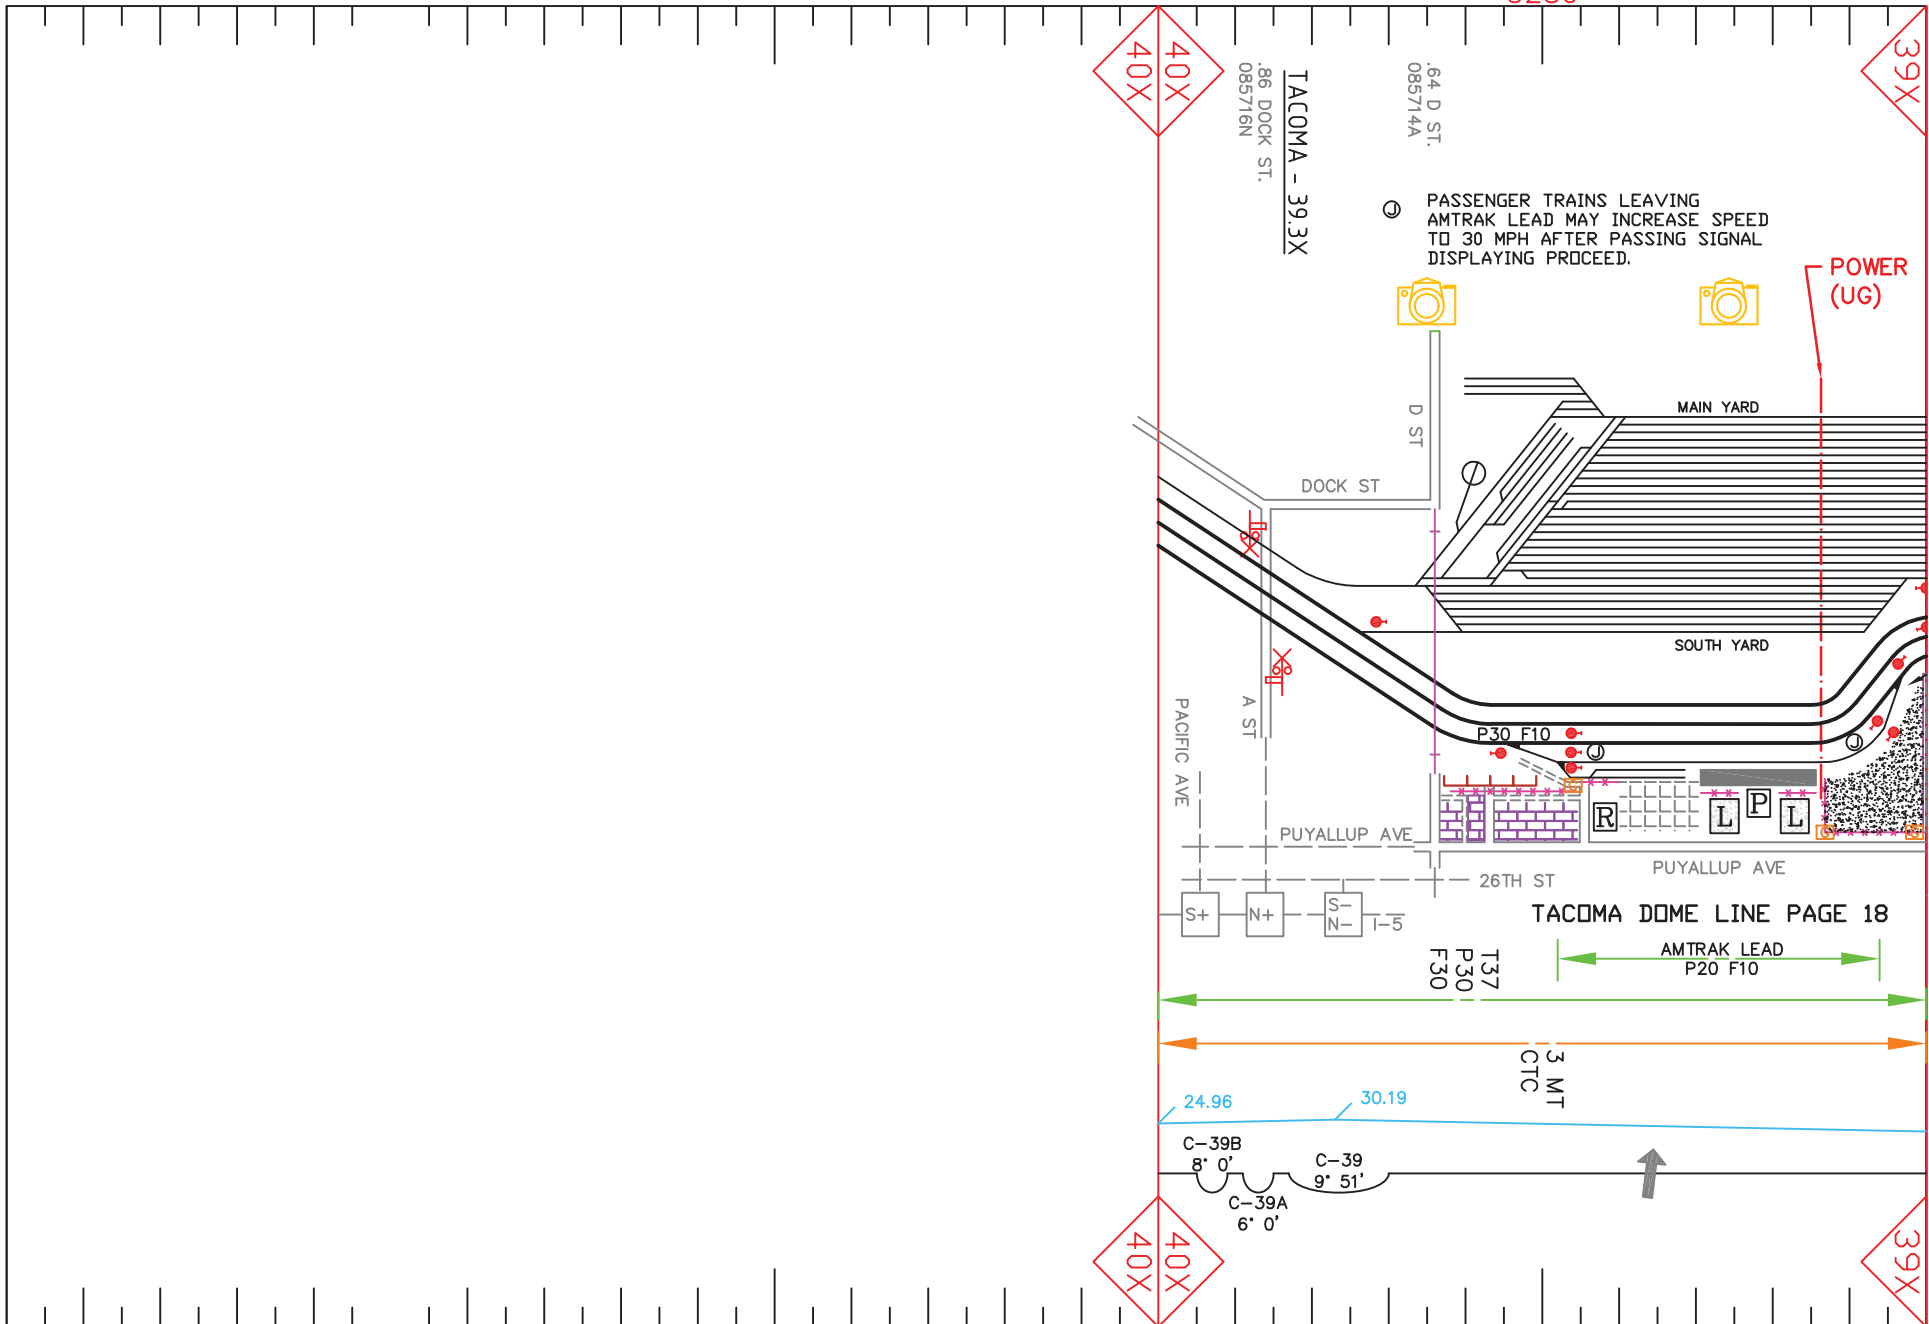 40X
40X
39X
.64 D ST.
085714A
TACOMA - 39.3X
.86 DOCK ST.
085716N
J
PASSENGER TRAINS LEAVING
AMTRAK LEAD MAY INCREASE SPEED
TO 30 MPH AFTER PASSING SIGNAL
DISPLAYING PROCEED.
POWER
(UG)
MAIN YARD
D ST
DOCK ST
SOUTH YARD
PACIFIC AVE
A ST
P30 F10
J
J
G
R
L
P
L
G
G
PUYALLUP AVE
PUYALLUP AVE
26TH ST
S+
N+
S-
N-
I-5
TACOMA DOME LINE PAGE 18
AMTRAK LEAD
P20 F10
T37
P30
F30
3 MT
CTC
24.96
30.19
C-39B
8° 0'
C-39
9° 51'
C-39A
6° 0'
40X
40X
39X